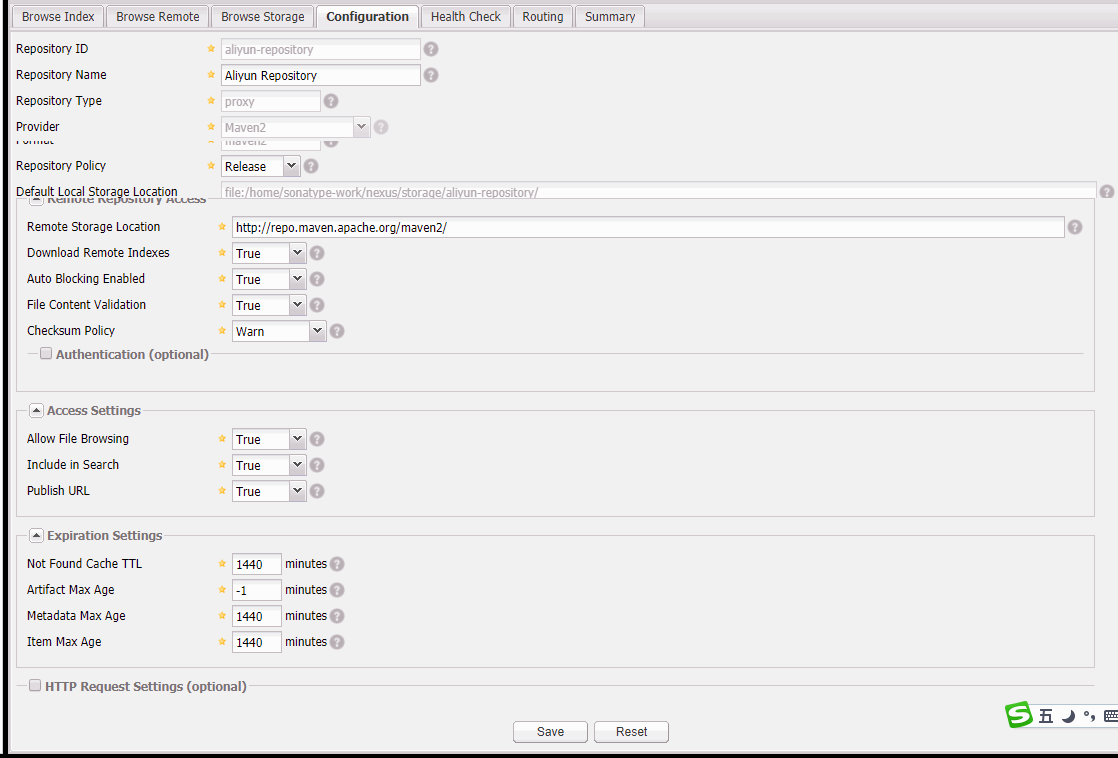 Browse Index Browse Remote Browse Storage Configuration Health Check Routing Summary
Repository ID aliyun-repository
Repository Name Aliyun Repository
Repository Type proxy
Provider Maven2
Format maven2
Repository Policy Release
Default Local Storage Location file:/home/sonatype-work/nexus/storage/aliyun-repository/
Remote Repository Access
Remote Storage Location http://repo.maven.apache.org/maven2/
Download Remote Indexes True
Auto Blocking Enabled True
File Content Validation True
Checksum Policy Warn
Authentication (optional)
Access Settings
Allow File Browsing True
Include in Search True
Publish URL True
Expiration Settings
Not Found Cache TTL 1440 minutes
Artifact Max Age -1 minutes
Metadata Max Age 1440 minutes
Item Max Age 1440 minutes
HTTP Request Settings (optional)
S 五
Save Reset